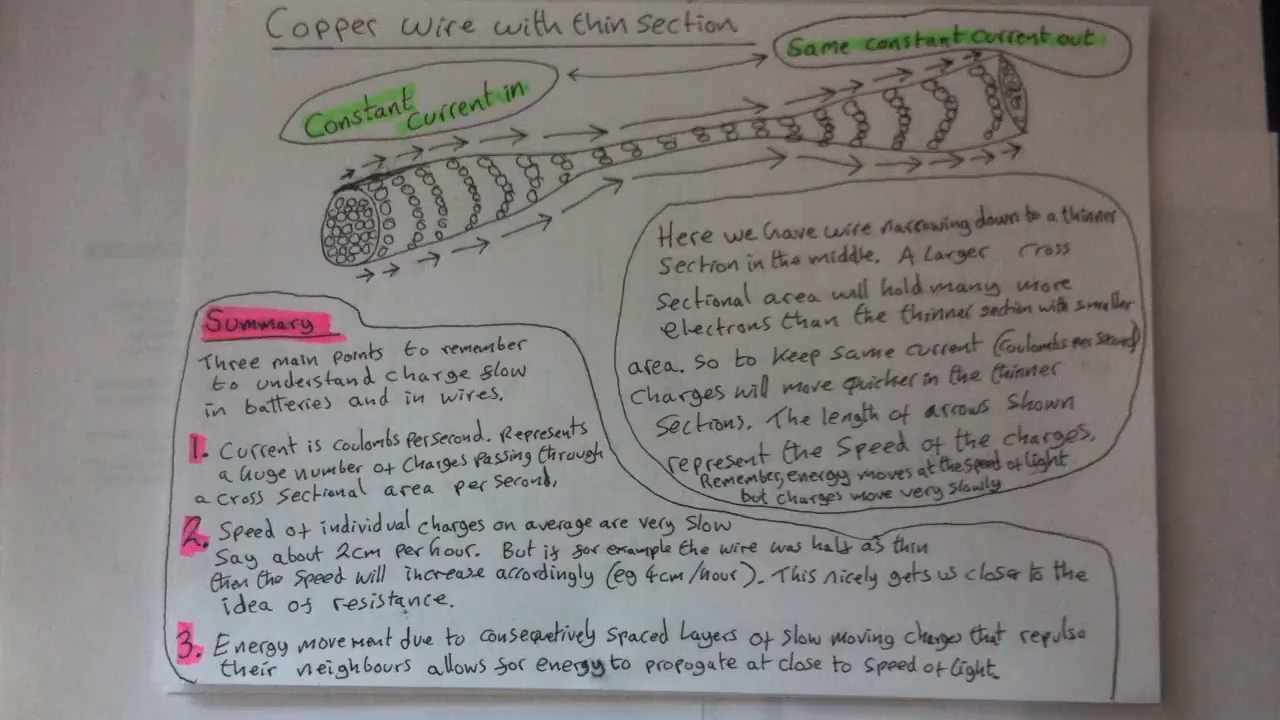 Copper wire with thin section
Same constant current out
Constant
current in
Here we have wire narrowing down to a thinner
section in the middle. A larger cross
sectional area will hold many more
electrons than the thinner section with smaller
area. So to keep same current (Coulombs per second)
charges will move quicker in the thinner
sections. The length of arrows shown
represent the speed of the charges.
Remember, energy moves at the speed of light
but charges move very slowly
Summary
Three main points to remember
to understand charge flow
in batteries and in wires.
1. Current is coulombs per second. Represents
a huge number of charges passing through
a cross sectional area per second.
2. Speed of individual charges on average are very slow
Say about 2cm per hour. But if for example the wire was half as thin
then the speed will increase accordingly (eg 4cm/hour). This nicely gets us closer to the
idea of resistance.
3. Energy movement due to consequetively spaced layers of slow moving charges that repulse
their neighbours allows for energy to propogate at close to speed of light.